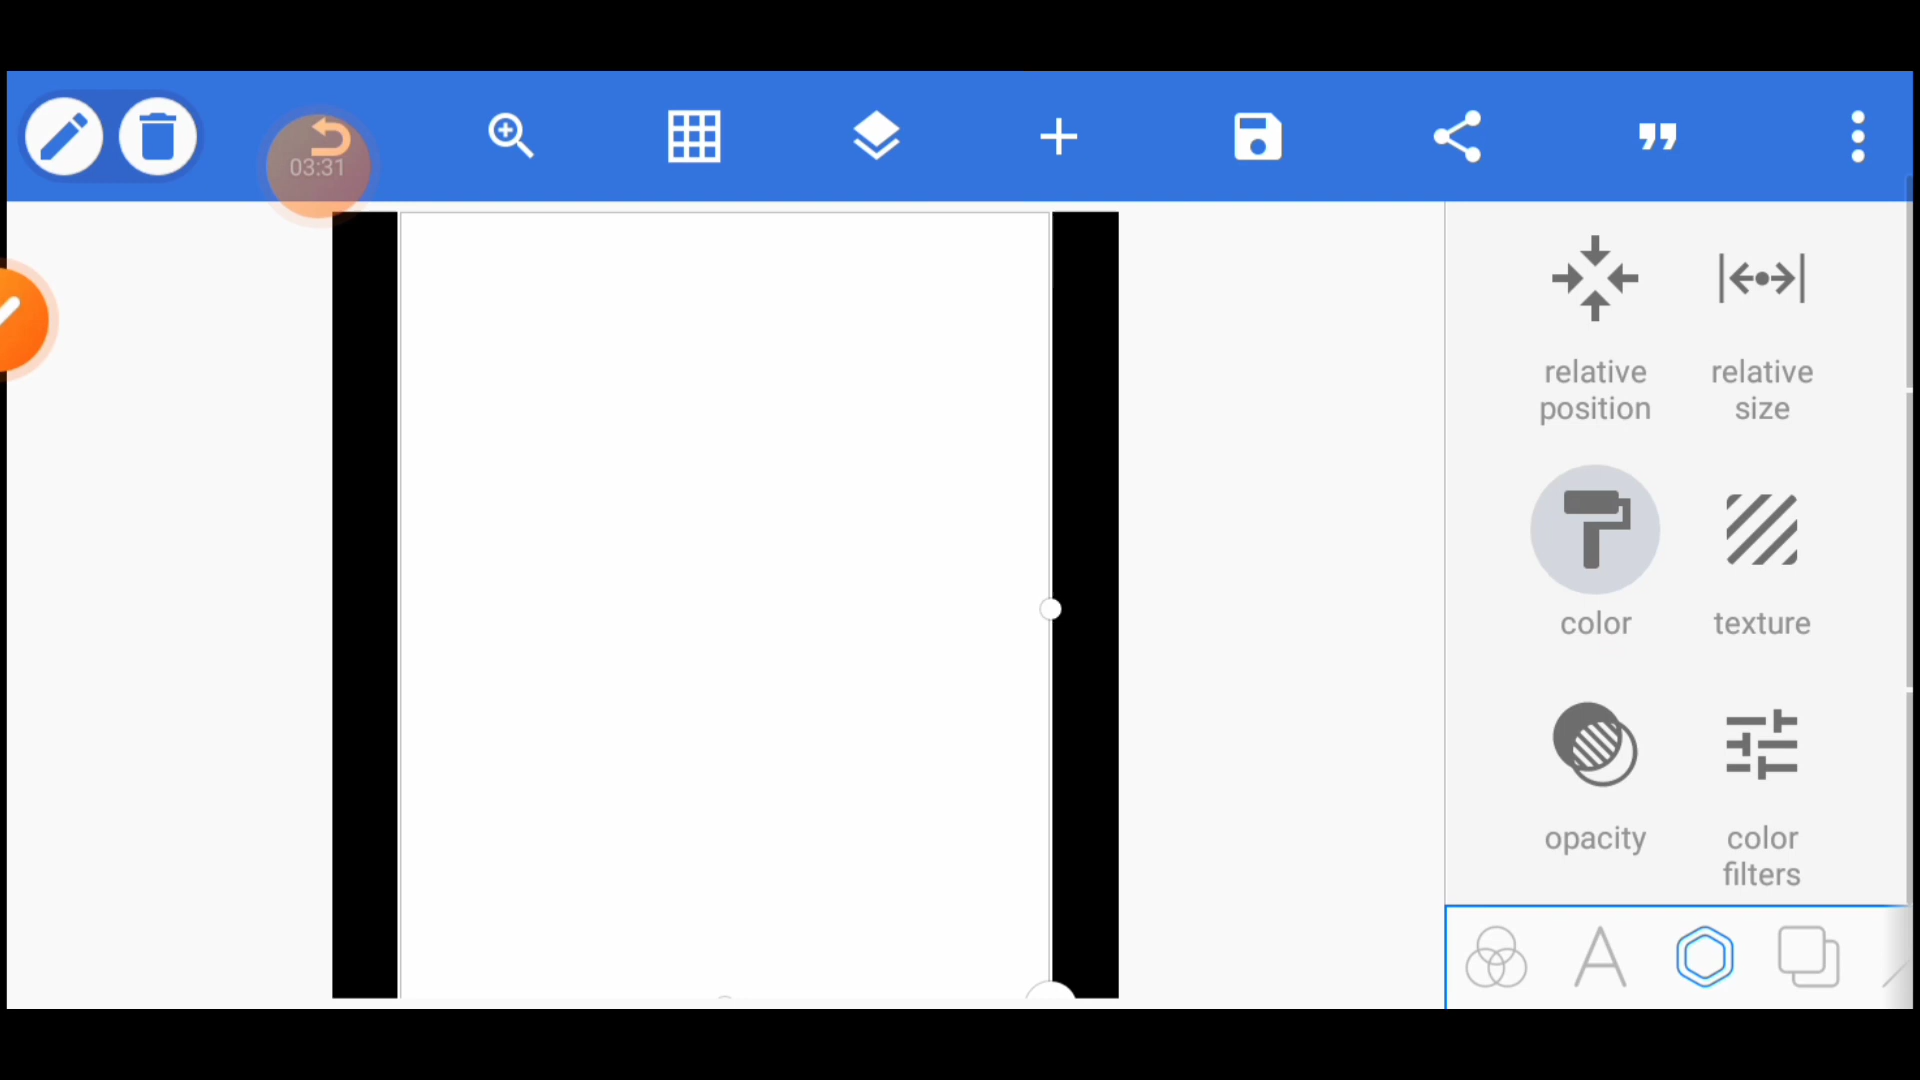 03:31
relative
position
relative
size
color
texture
opacity
color
filters